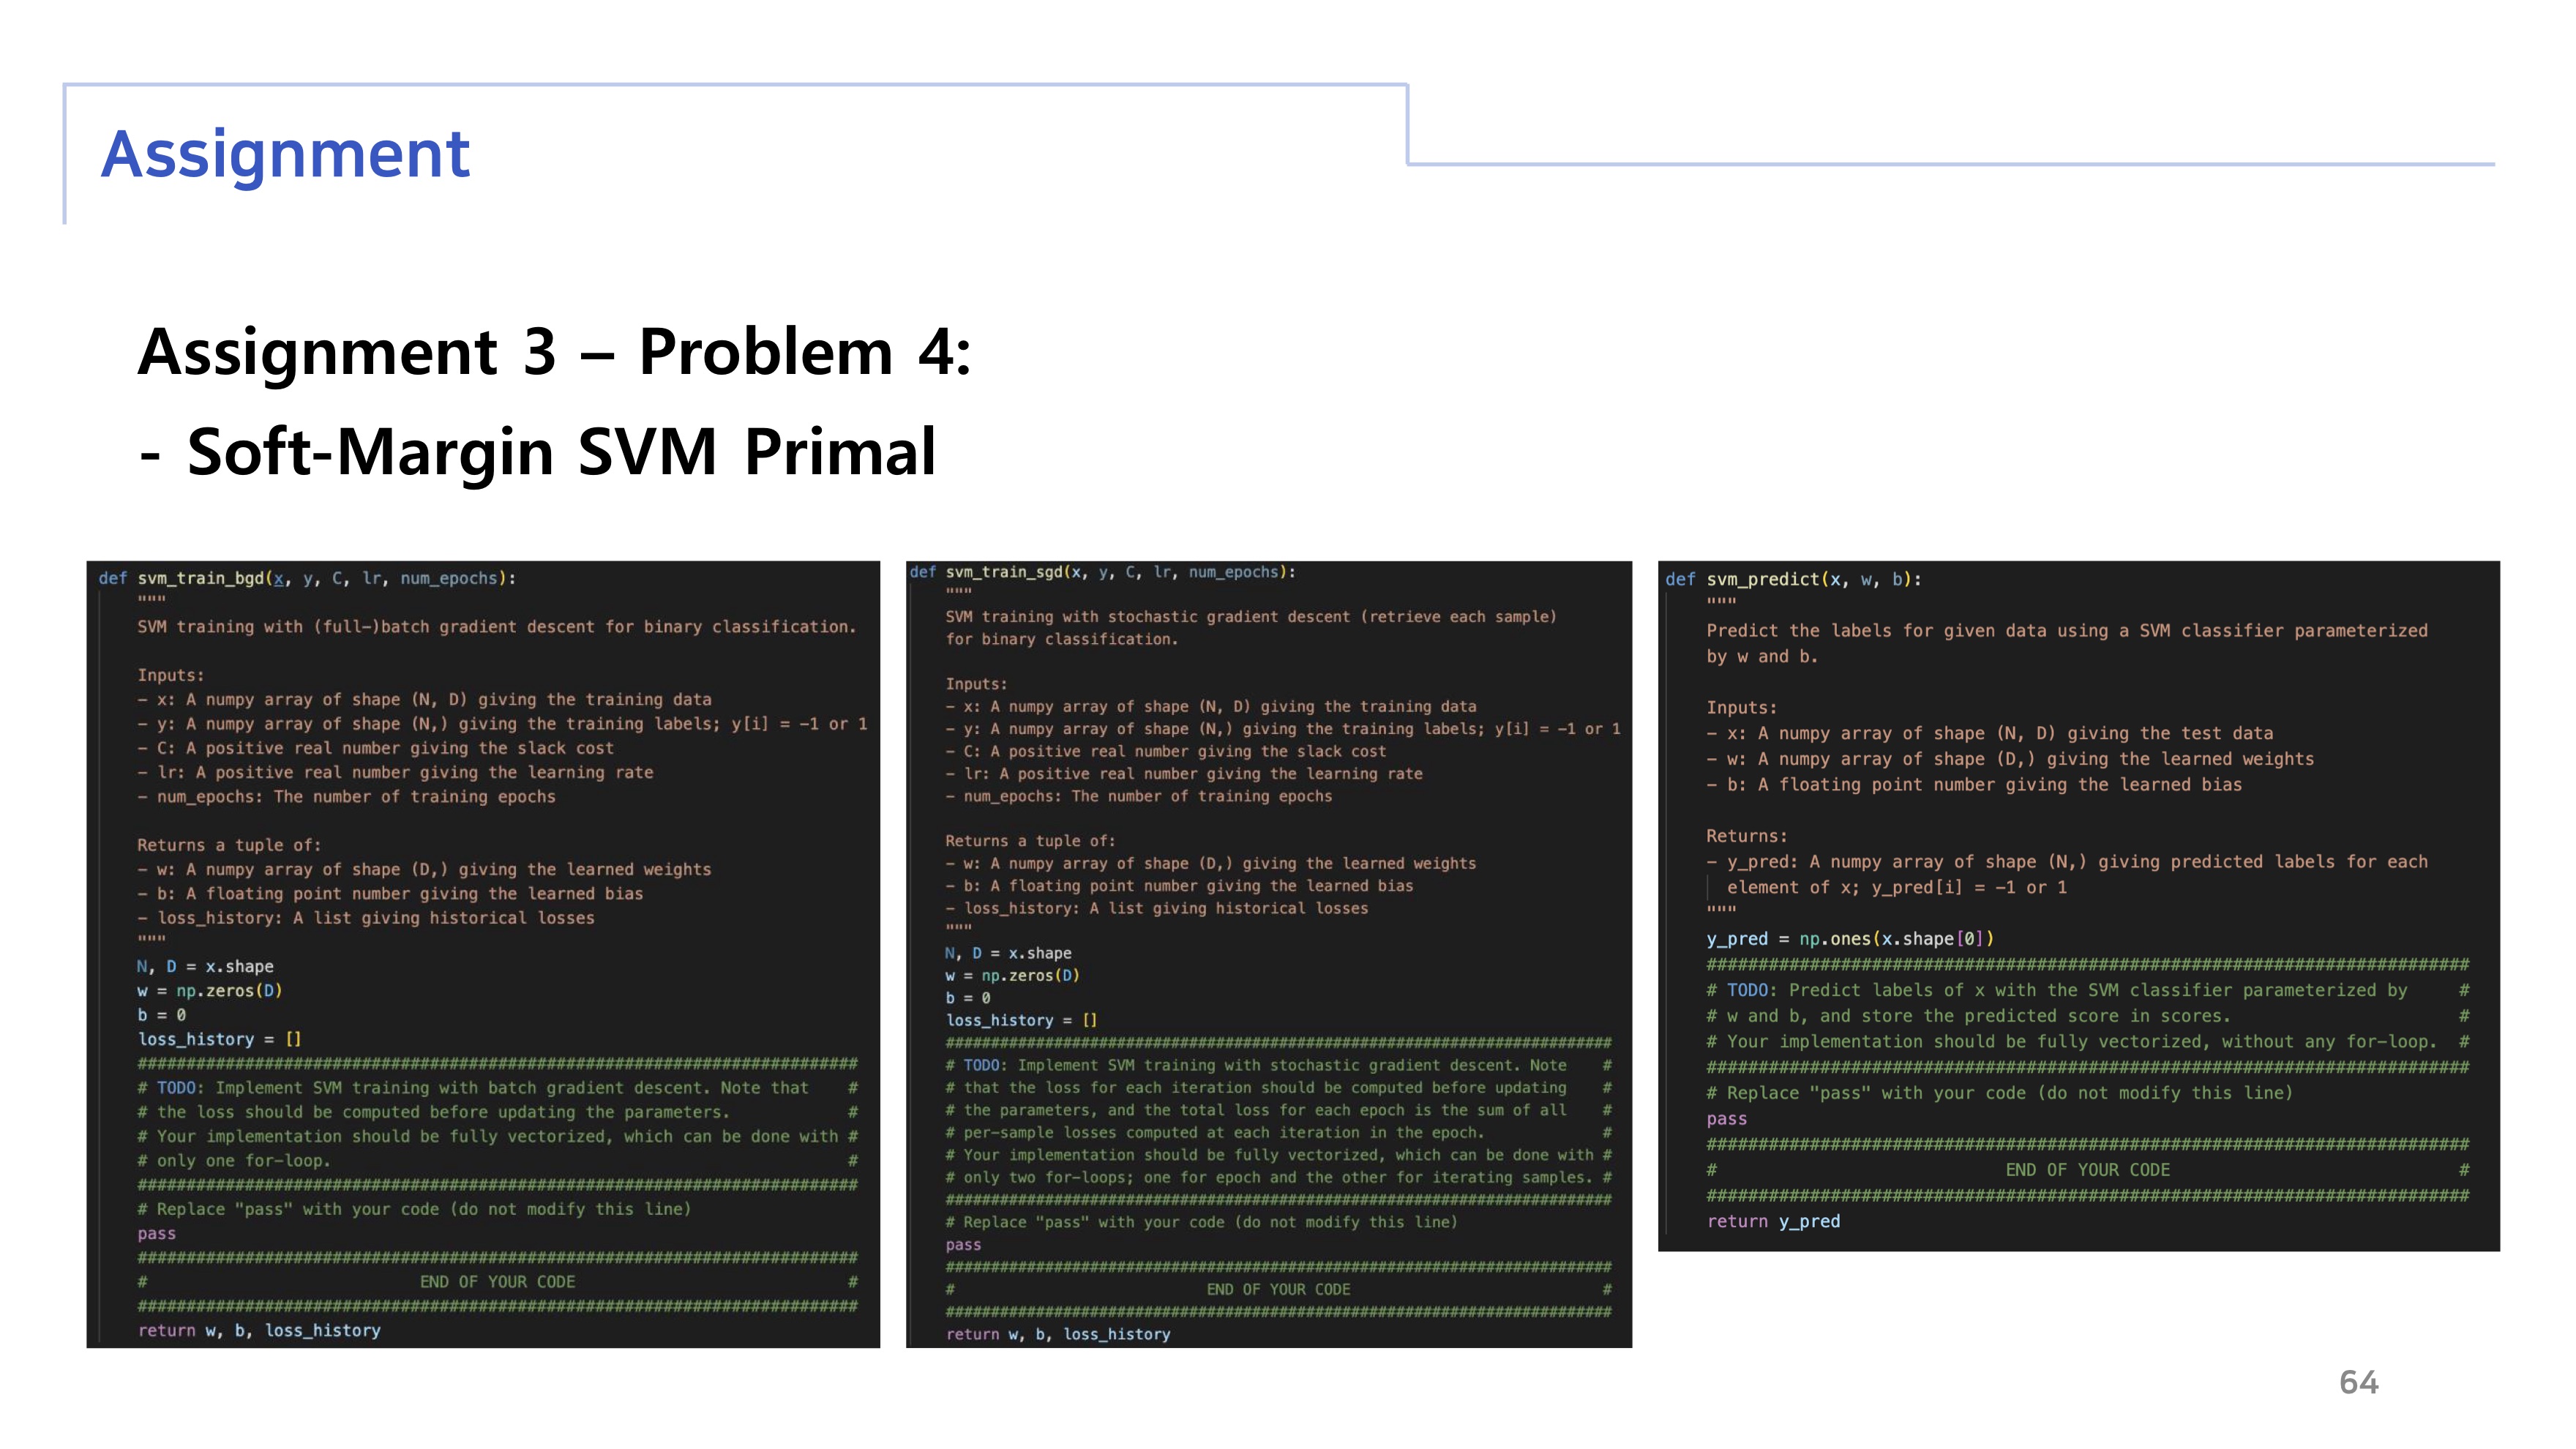 Assignment
Assignment 3 – Problem 4:
- Soft-Margin SVM Primal
def svm_train_bgd(x, y, C, lr, num_epochs):
"""
SVM training with (full-)batch gradient descent for binary classification.
Inputs:
- x: A numpy array of shape (N, D) giving the training data
- y: A numpy array of shape (N,) giving the training labels; y[i] = -1 or 1
- C: A positive real number giving the slack cost
- lr: A positive real number giving the learning rate
- num_epochs: The number of training epochs
Returns a tuple of:
- w: A numpy array of shape (D,) giving the learned weights
- b: A floating point number giving the learned bias
- loss_history: A list giving historical losses
"""
N, D = x.shape
w = np.zeros(D)
b = 0
loss_history = []
##########################################################################
# TODO: Implement SVM training with batch gradient descent. Note that #
# the loss should be computed before updating the parameters. #
# Your implementation should be fully vectorized, which can be done with #
# only one for-loop. #
##########################################################################
# Replace "pass" with your code (do not modify this line)
pass
##########################################################################
# END OF YOUR CODE #
##########################################################################
return w, b, loss_history
def svm_train_sgd(x, y, C, lr, num_epochs):
"""
SVM training with stochastic gradient descent (retrieve each sample)
for binary classification.
Inputs:
- x: A numpy array of shape (N, D) giving the training data
- y: A numpy array of shape (N,) giving the training labels; y[i] = -1 or 1
- C: A positive real number giving the slack cost
- lr: A positive real number giving the learning rate
- num_epochs: The number of training epochs
Returns a tuple of:
- w: A numpy array of shape (D,) giving the learned weights
- b: A floating point number giving the learned bias
- loss_history: A list giving historical losses
"""
N, D = x.shape
w = np.zeros(D)
b = 0
loss_history = []
##########################################################################
# TODO: Implement SVM training with stochastic gradient descent. Note #
# that the loss for each iteration should be computed before updating #
# the parameters, and the total loss for each epoch is the sum of all #
# per-sample losses computed at each iteration in the epoch. #
# Your implementation should be fully vectorized, which can be done with #
# only two for-loops; one for epoch and the other for iterating samples. #
##########################################################################
# Replace "pass" with your code (do not modify this line)
pass
##########################################################################
# END OF YOUR CODE #
##########################################################################
return w, b, loss_history
def svm_predict(x, w, b):
"""
Predict the labels for given data using a SVM classifier parameterized
by w and b.
Inputs:
- x: A numpy array of shape (N, D) giving the test data
- w: A numpy array of shape (D,) giving the learned weights
- b: A floating point number giving the learned bias
Returns:
- y_pred: A numpy array of shape (N,) giving predicted labels for each
element of x; y_pred[i] = -1 or 1
"""
y_pred = np.ones(x.shape[0])
##########################################################################
# TODO: Predict labels of x with the SVM classifier parameterized by #
# w and b, and store the predicted score in scores. #
# Your implementation should be fully vectorized, without any for-loop. #
##########################################################################
# Replace "pass" with your code (do not modify this line)
pass
##########################################################################
# END OF YOUR CODE #
##########################################################################
return y_pred
64